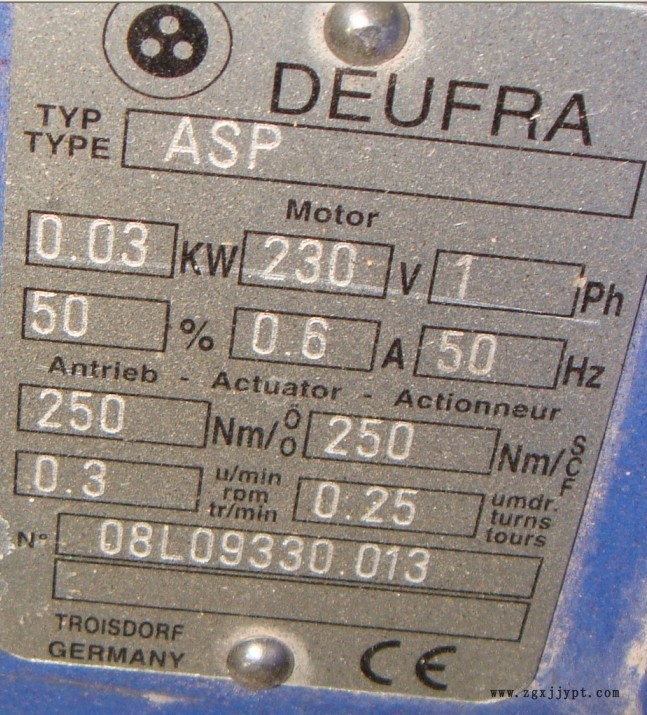 DEUFRA
TYP
TYPE ASP
Motor
0.03 KW 230 V 1 Ph
50 % 0.6 A 50 Hz
Antrieb - Actuator - Actionneur
250 Nm/ Ö O 250 Nm/ S C F
0.3 u/min rpm tr/min 0.25 umdr. turns tours
N° 08L09330.013
TROISDORF
GERMANY
CE
www.zgxjjypt.com